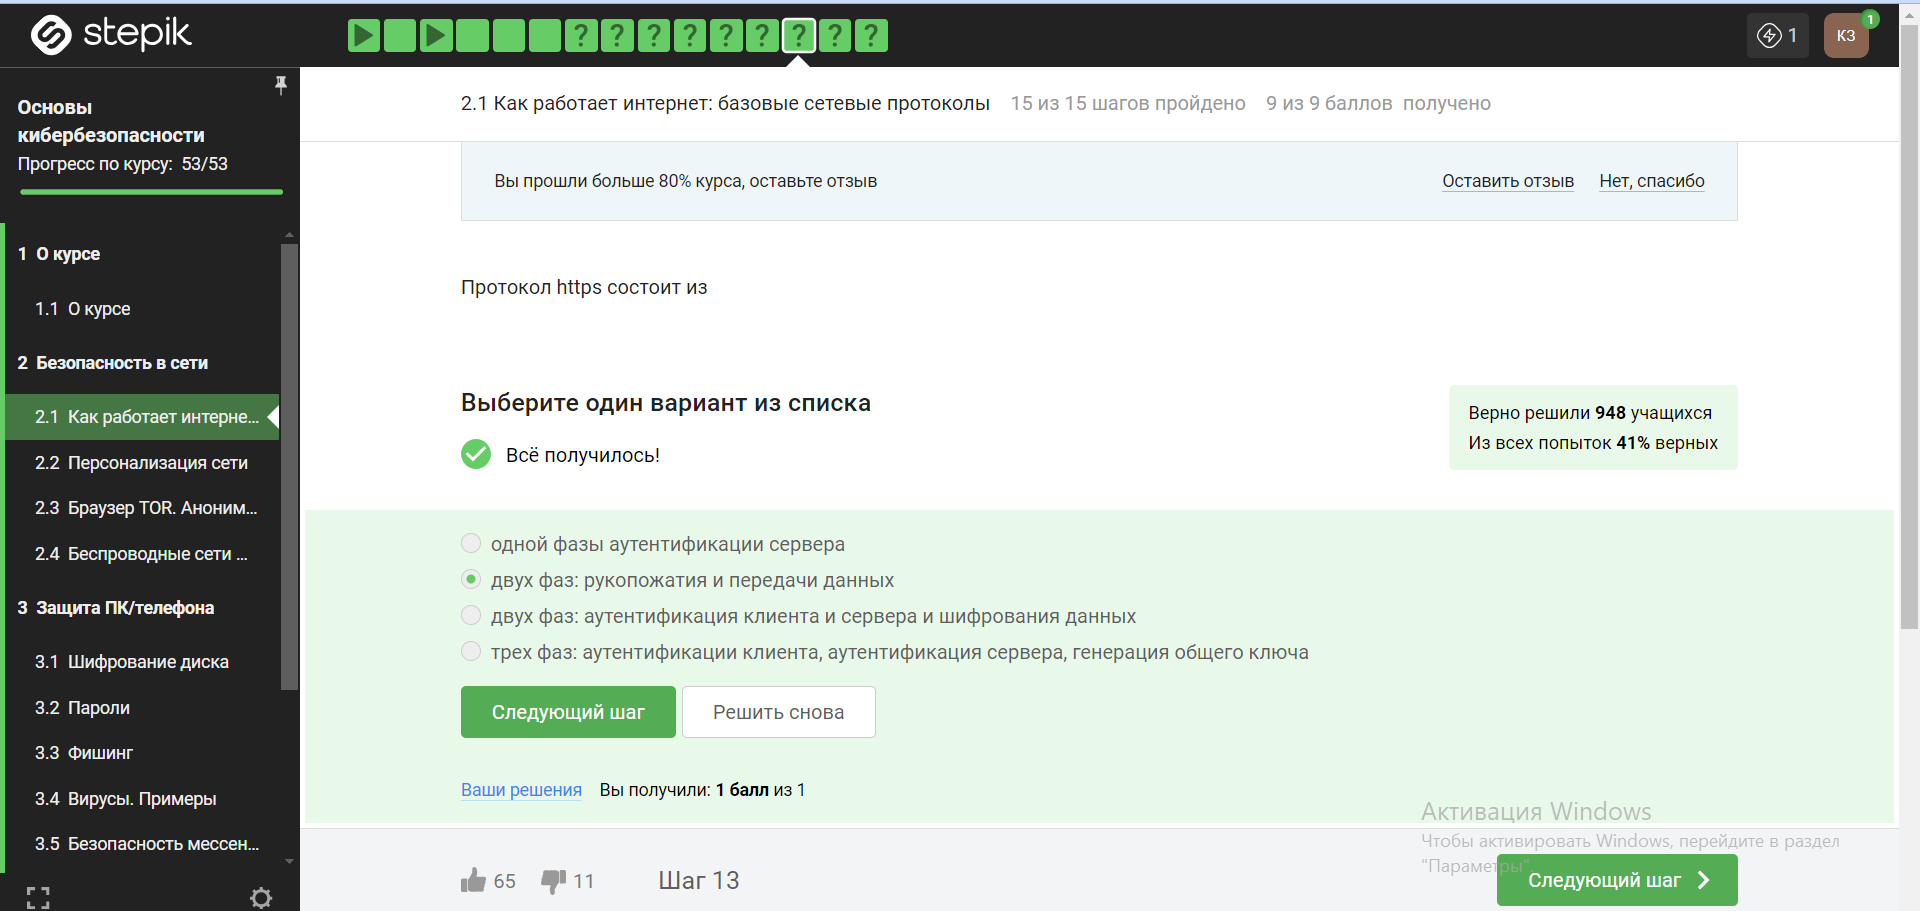 stepik
? ? ? ? ? ? ? ? ?
1
КЗ
1
Основы
кибербезопасности
Прогресс по курсу: 53/53
1 О курсе
1.1 О курсе
2 Безопасность в сети
2.1 Как работает интерне...
2.2 Персонализация сети
2.3 Браузер TOR. Аноним...
2.4 Беспроводные сети ...
3 Защита ПК/телефона
3.1 Шифрование диска
3.2 Пароли
3.3 Фишинг
3.4 Вирусы. Примеры
3.5 Безопасность мессен...
2.1 Как работает интернет: базовые сетевые протоколы 15 из 15 шагов пройдено 9 из 9 баллов получено
Вы прошли больше 80% курса, оставьте отзыв Оставить отзыв Нет, спасибо
Протокол https состоит из
Выберите один вариант из списка
Всё получилось!
Верно решили 948 учащихся
Из всех попыток 41% верных
одной фазы аутентификации сервера
двух фаз: рукопожатия и передачи данных
двух фаз: аутентификация клиента и сервера и шифрования данных
трех фаз: аутентификации клиента, аутентификация сервера, генерация общего ключа
Следующий шаг Решить снова
Ваши решения Вы получили: 1 балл из 1
65 11 Шаг 13
Следующий шаг
Активация Windows
Чтобы активировать Windows, перейдите в раздел
"Параметры"